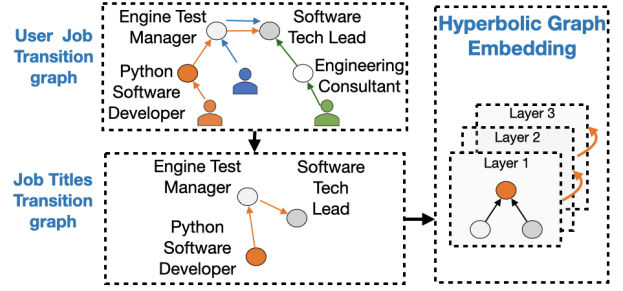 User Job
Transition
graph
Engine Test
Manager
Software
Tech Lead
Python
Software
Developer
Engineering
Consultant
Job Titles
Transition
graph
Engine Test
Manager
Software
Tech
Lead
Python
Software
Developer
Hyperbolic Graph
Embedding
Layer 3
Layer 2
Layer 1